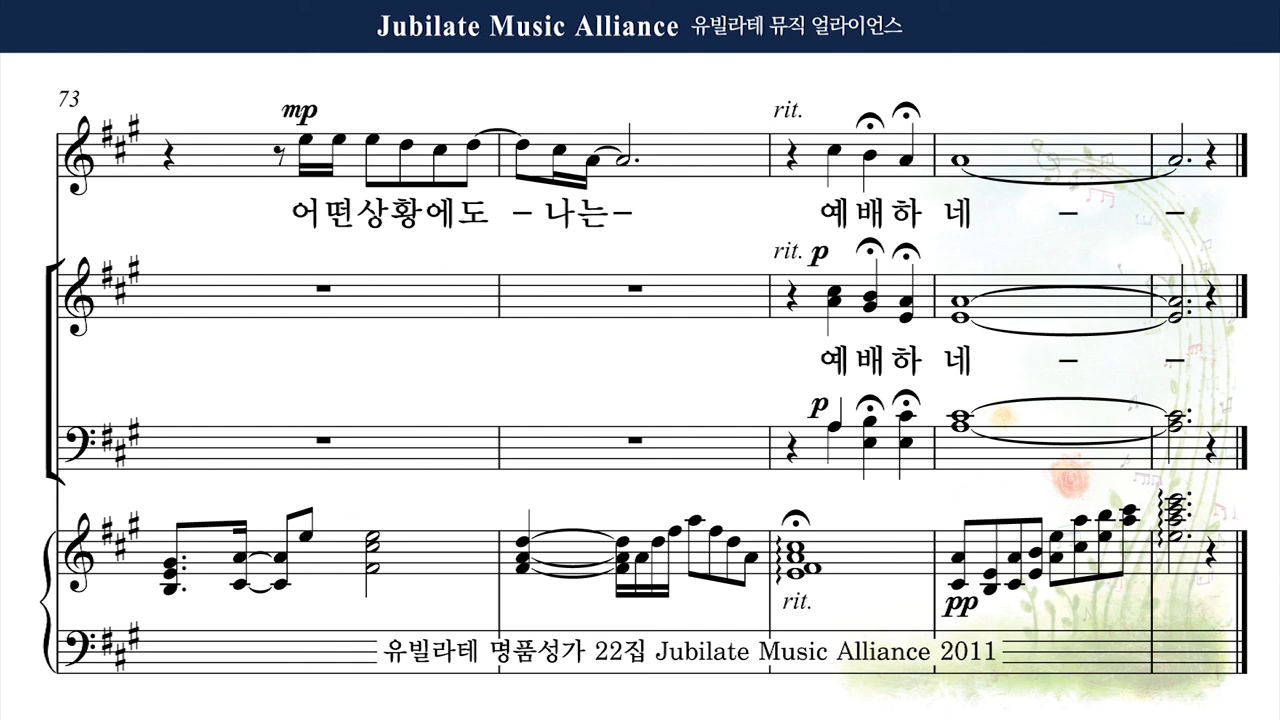 Jubilate Music Alliance 유빌라테 뮤직 얼라이언스
73
mp
rit.
어떤상황에도 - 나는- 예배하 네 - -
rit. p
예배하 네 - -
p
rit.
pp
유빌라테 명품성가 22집 Jubilate Music Alliance 2011